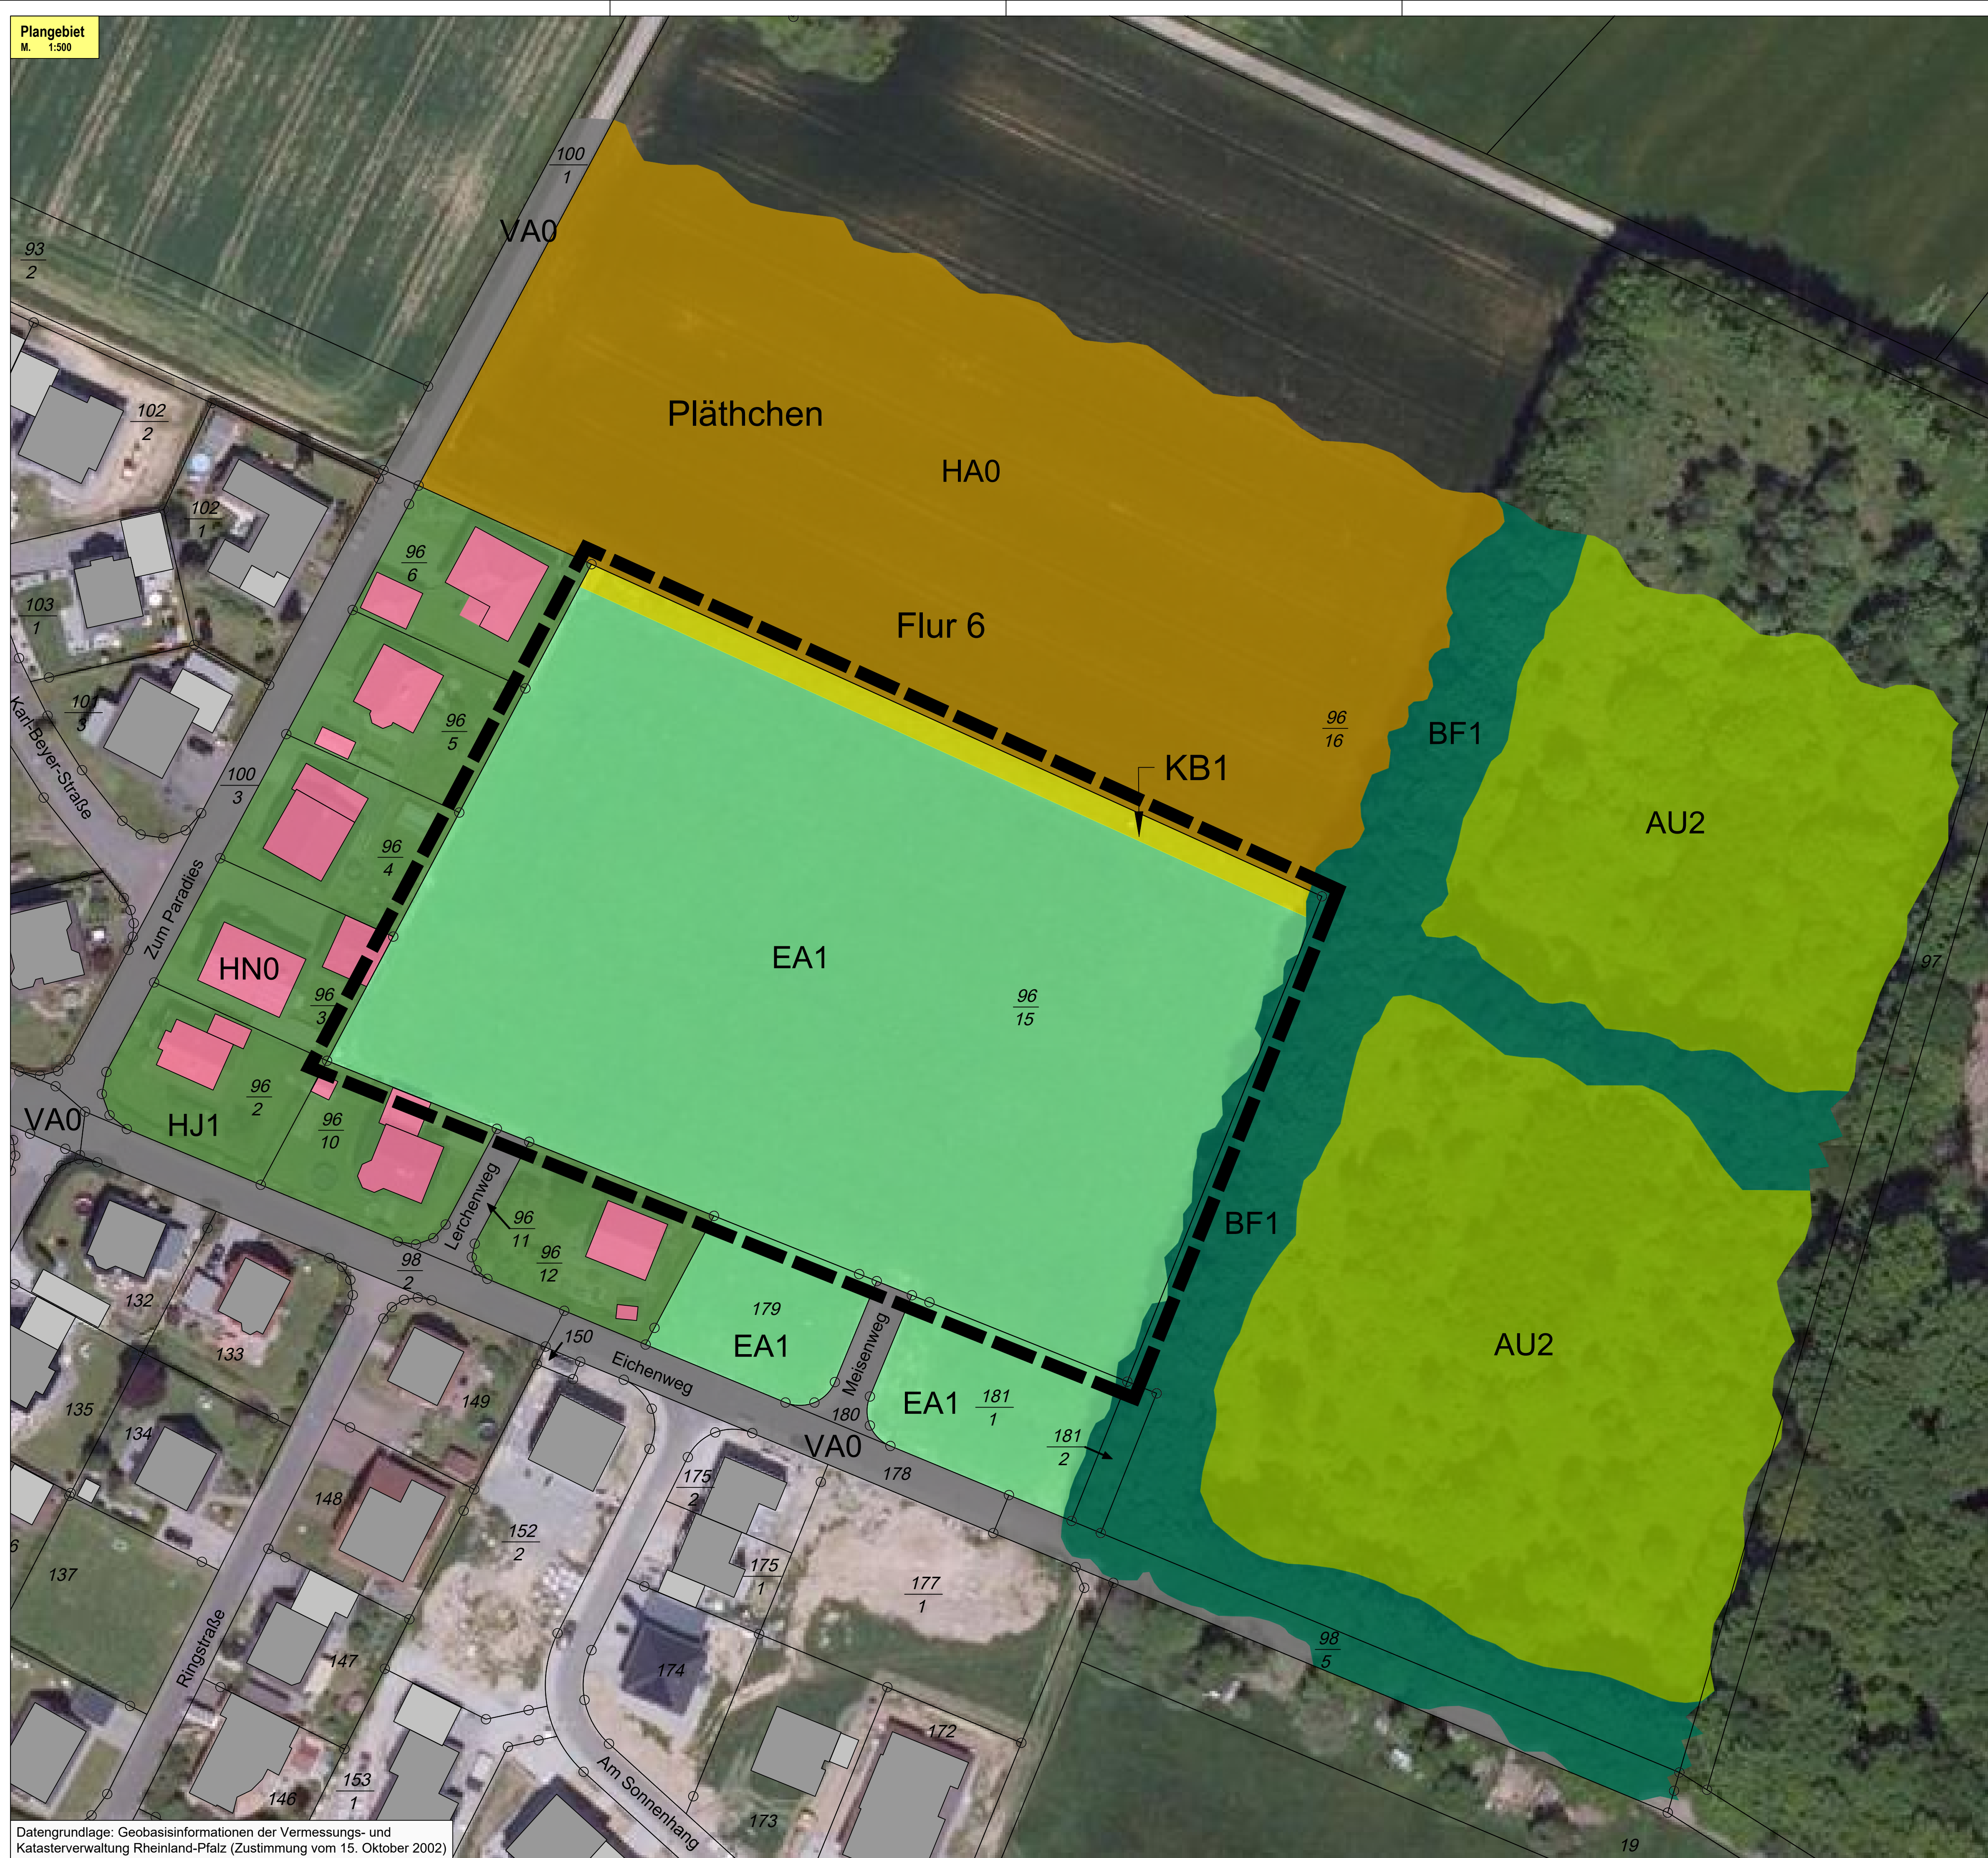 Plangebiet
M. 1:500
100
1
VA0
93
2
102
2
Pläthchen
HA0
102
1
96
6
103
1
Flur 6
101
3
96
5
96
16
BF1
KB1
Karl-Beyer-Straße
100
3
AU2
96
4
Zum Paradies
EA1
97
HN0
96
3
96
15
96
2
VA0
HJ1
96
10
Lerchenweg
96
11
BF1
96
12
98
2
132
179
150
133
EA1
Meisenweg
AU2
Eichenweg
EA1
181
1
149
135
134
180
181
2
VA0
178
175
2
148
152
2
6
137
175
1
177
1
98
5
Ringstraße
147
174
172
Am Sonnenhang
153
1
146
173
19
Datengrundlage: Geobasisinformationen der Vermessungs- und
Katasterverwaltung Rheinland-Pfalz (Zustimmung vom 15. Oktober 2002)